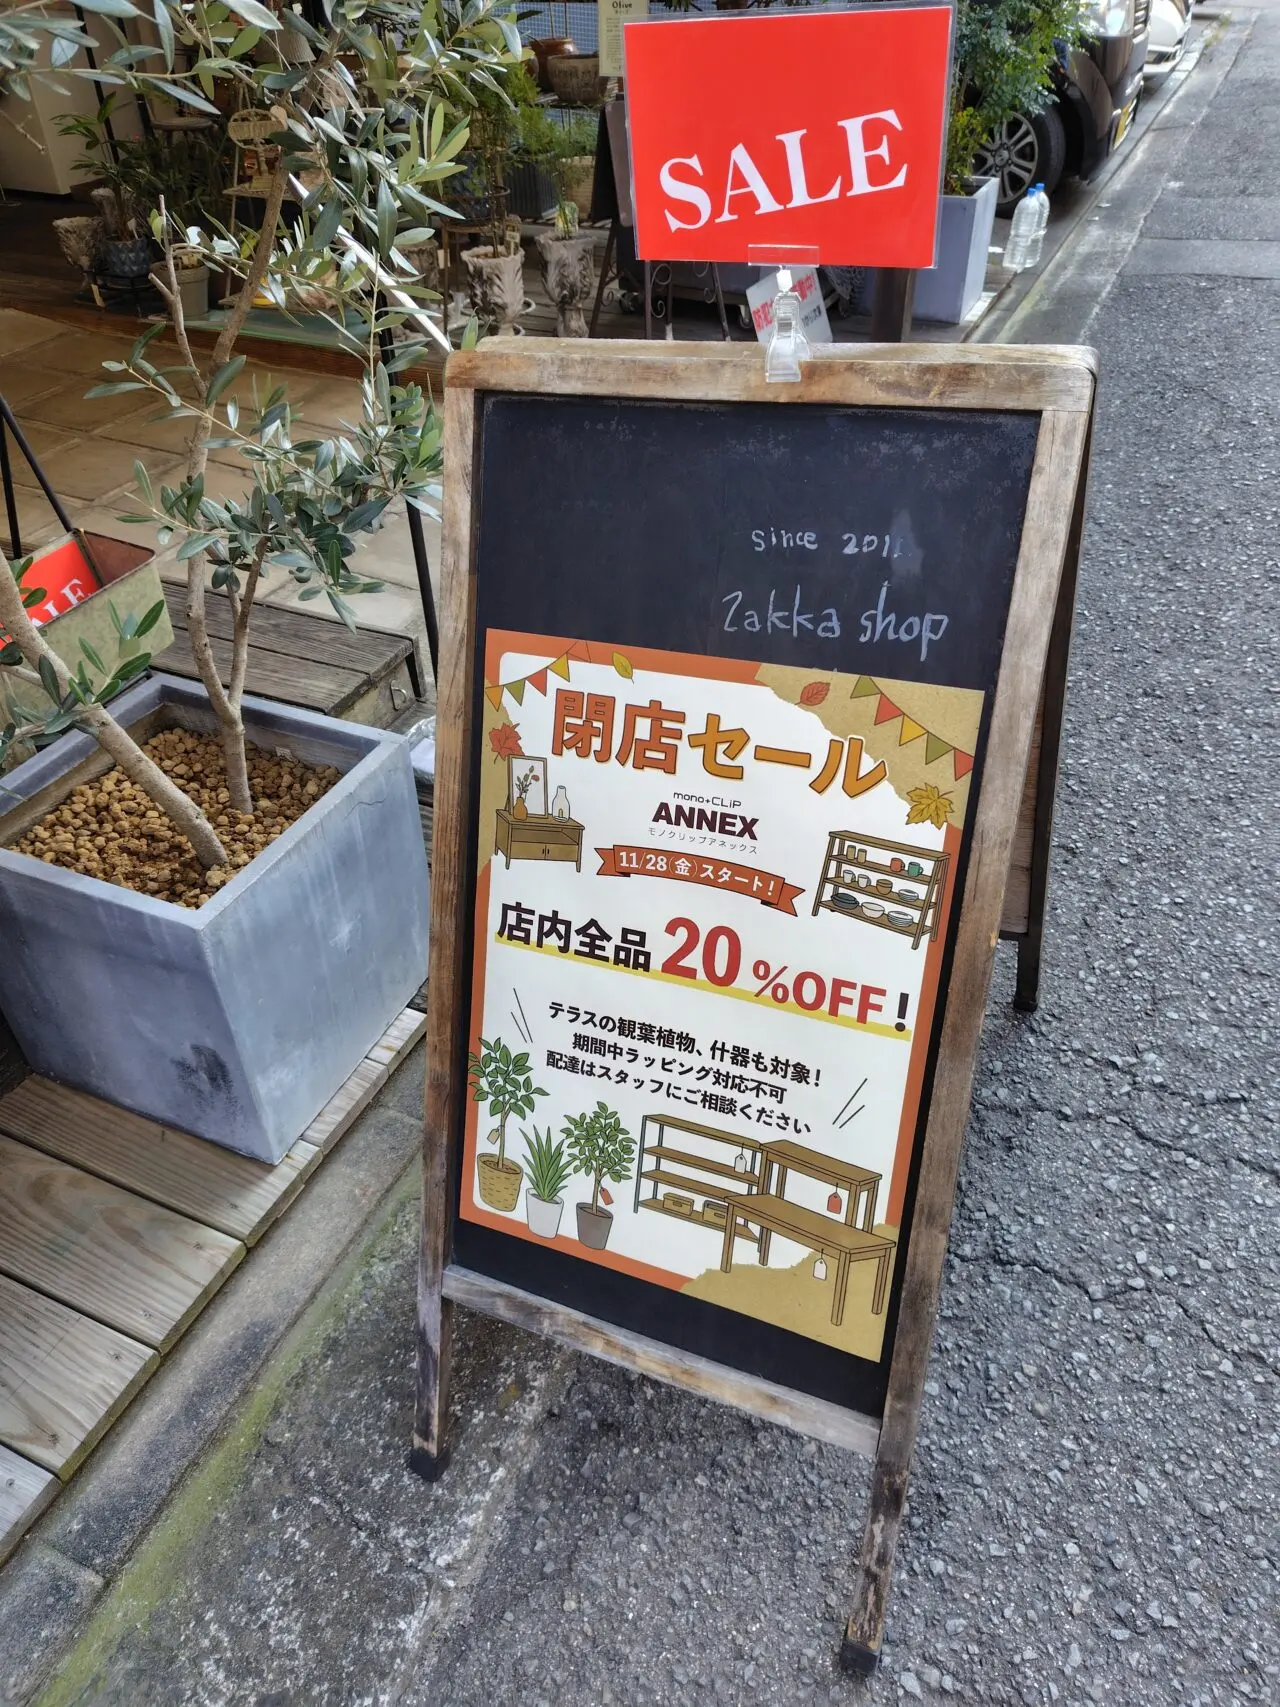 Olive
SALE
since 2011
Zakka shop
閉店セール
mono+CLiP
ANNEX
モノクリップアネックス
11/28(金)スタート!
店内全品 20%OFF!
テラスの観葉植物、什器も対象!
期間中ラッピング対応不可
配達はスタッフにご相談ください
SALE